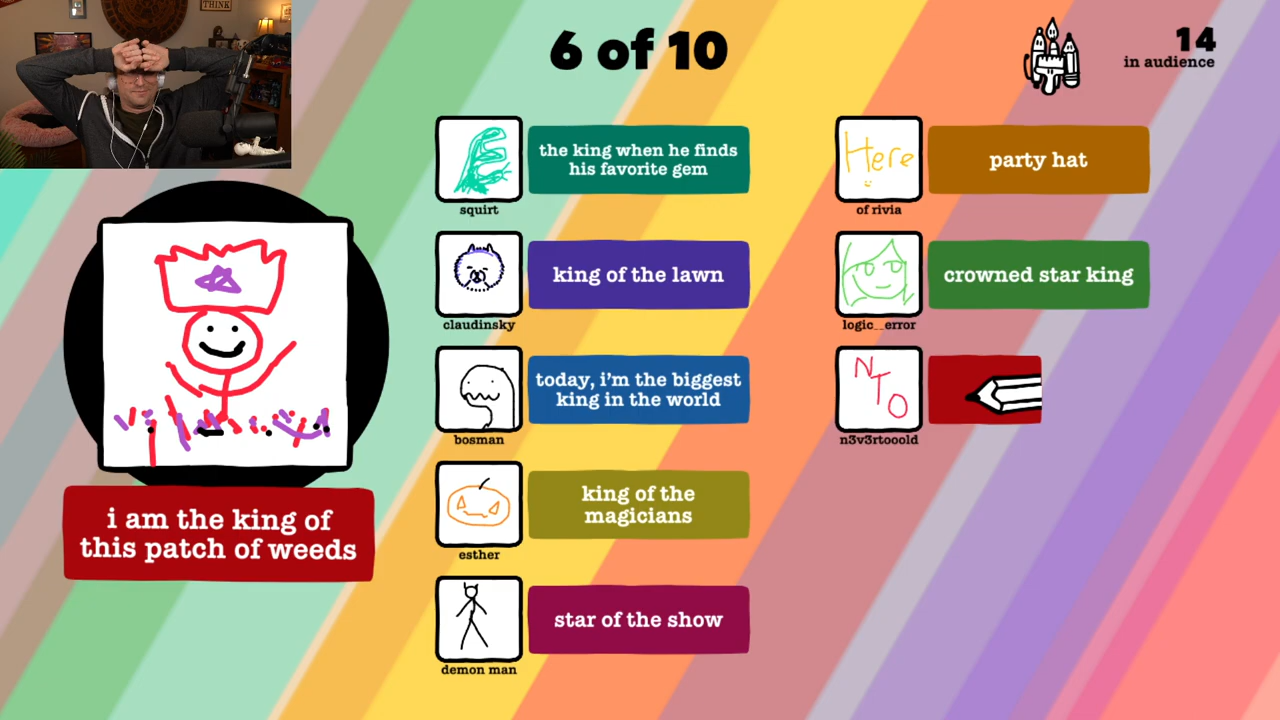 THINK
6 of 10
14
in audience
the king when he finds
his favorite gem
squirt
king of the lawn
claudinsky
today, i'm the biggest
king in the world
bosman
king of the
magicians
esther
star of the show
demon man
Here
party hat
of rivia
crowned star king
logic_error
NTO
n3v3rtooold
i am the king of
this patch of weeds